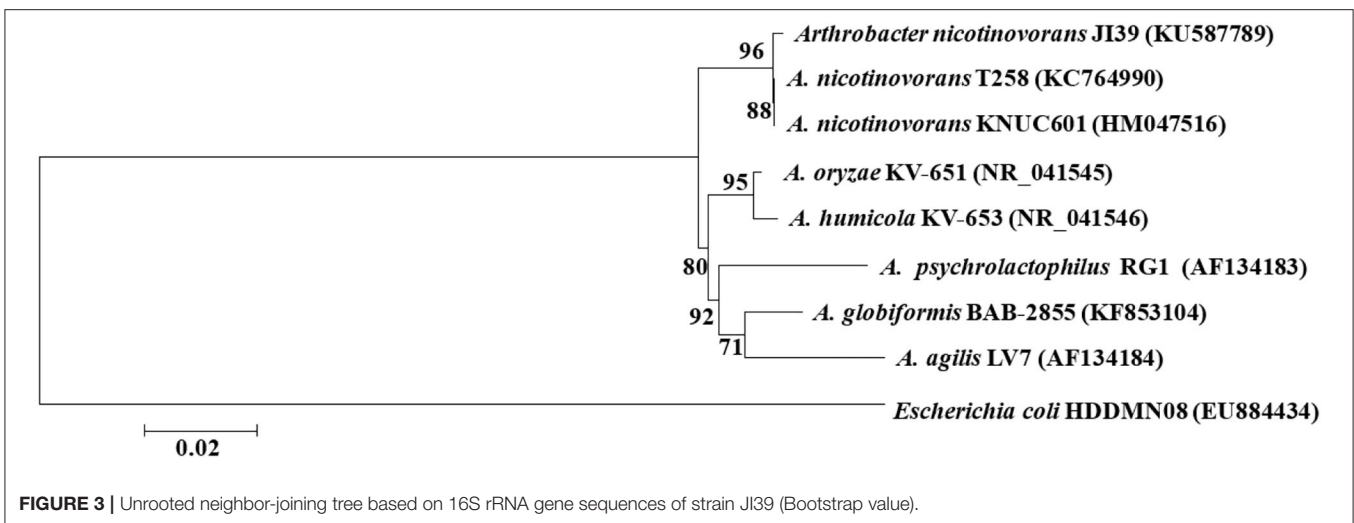 Arthrobacter nicotinovorans JI39 (KU587789)
96
A. nicotinovorans T258 (KC764990)
88
A. nicotinovorans KNUC601 (HM047516)
A. oryzae KV-651 (NR_041545)
95
A. humicola KV-653 (NR_041546)
80
A. psychrolactophilus RG1 (AF134183)
92
A. globiformis BAB-2855 (KF853104)
71
A. agilis LV7 (AF134184)
Escherichia coli HDDMN08 (EU884434)
0.02
FIGURE 3 | Unrooted neighbor-joining tree based on 16S rRNA gene sequences of strain JI39 (Bootstrap value).